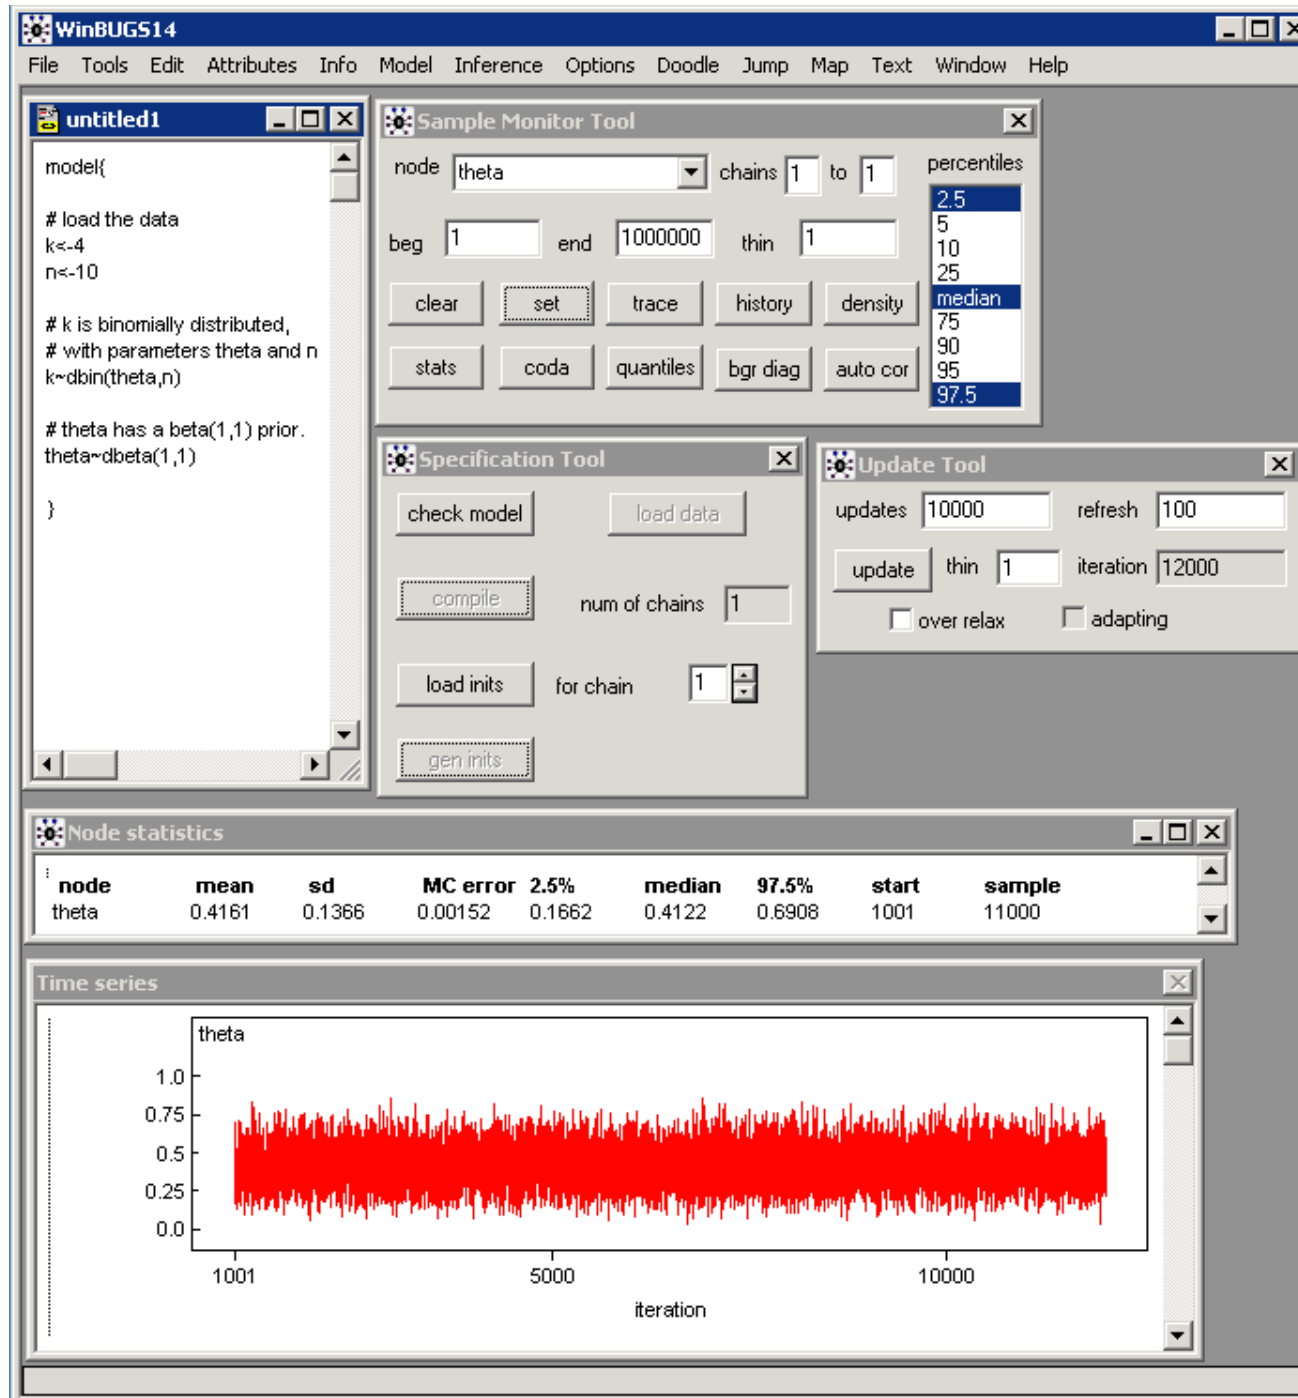 WinBUGS14
File Tools Edit Attributes Info Model Inference Options Doodle Jump Map Text Window Help
untitled1
model{
# load the data
k<-4
n<-10
# k is binomially distributed,
# with parameters theta and n
k~dbin(theta,n)
# theta has a beta(1,1) prior.
theta~dbeta(1,1)
}
Sample Monitor Tool
node theta chains 1 to 1 percentiles
beg 1 end 1000000 thin 1
clear set trace history density
stats coda quantiles bgr diag auto cor
2.5
5
10
25
median
75
90
95
97.5
Specification Tool
check model load data
compile num of chains 1
load inits for chain 1
gen inits
Update Tool
updates 10000 refresh 100
update thin 1 iteration 12000
over relax adapting
Node statistics
node mean sd MC error 2.5% median 97.5% start sample
theta 0.4161 0.1366 0.00152 0.1662 0.4122 0.6908 1001 11000
Time series
theta
1.0
0.75
0.5
0.25
0.0
1001 5000 10000
iteration